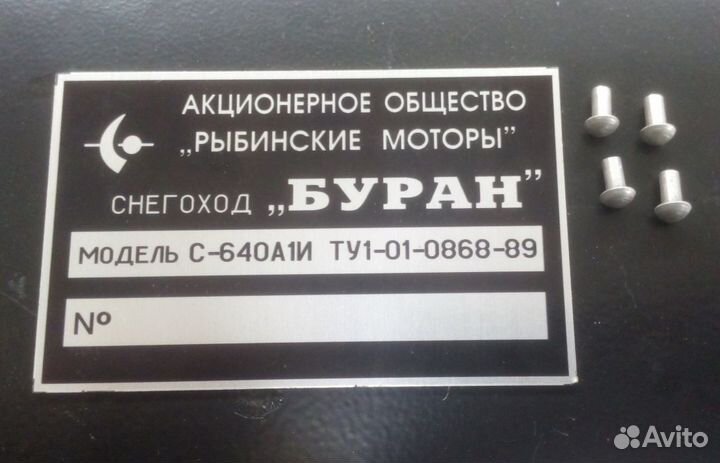 АКЦИОНЕРНОЕ ОБЩЕСТВО
„РЫБИНСКИЕ МОТОРЫ”
СНЕГОХОД „БУРАН”
МОДЕЛЬ С-640А1И ТУ1-01-0868-89
№
Avito